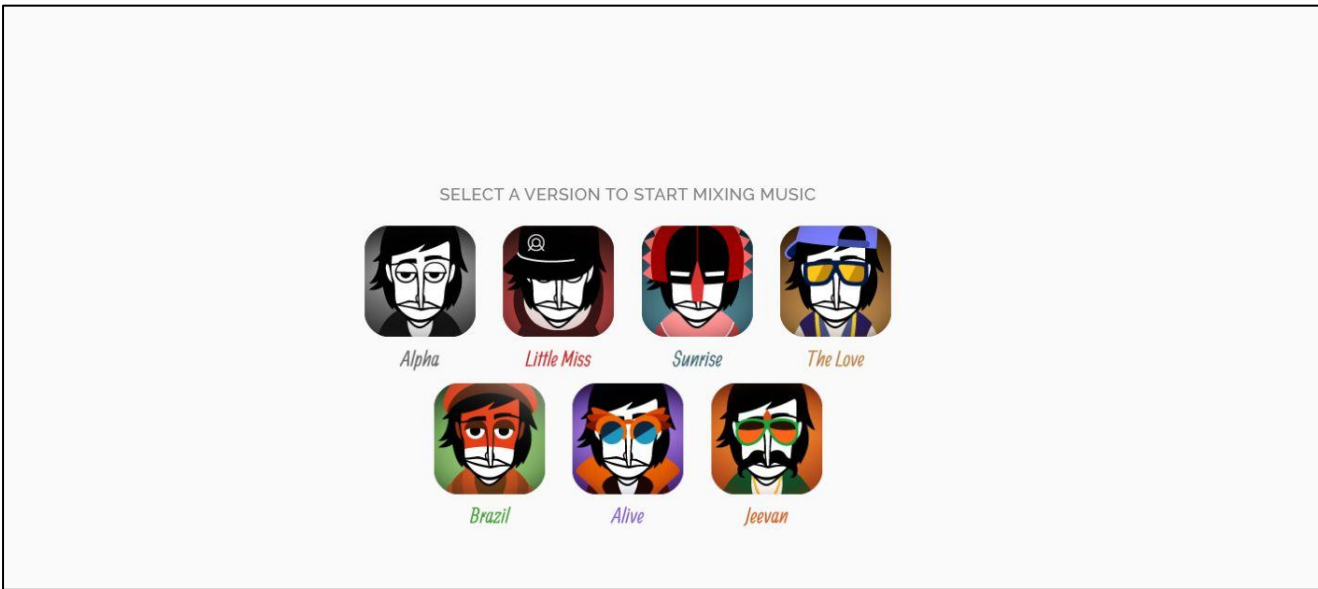 SELECT A VERSION TO START MIXING MUSIC
Alpha Little Miss Sunrise The Love
Brazil Alive Jeevan